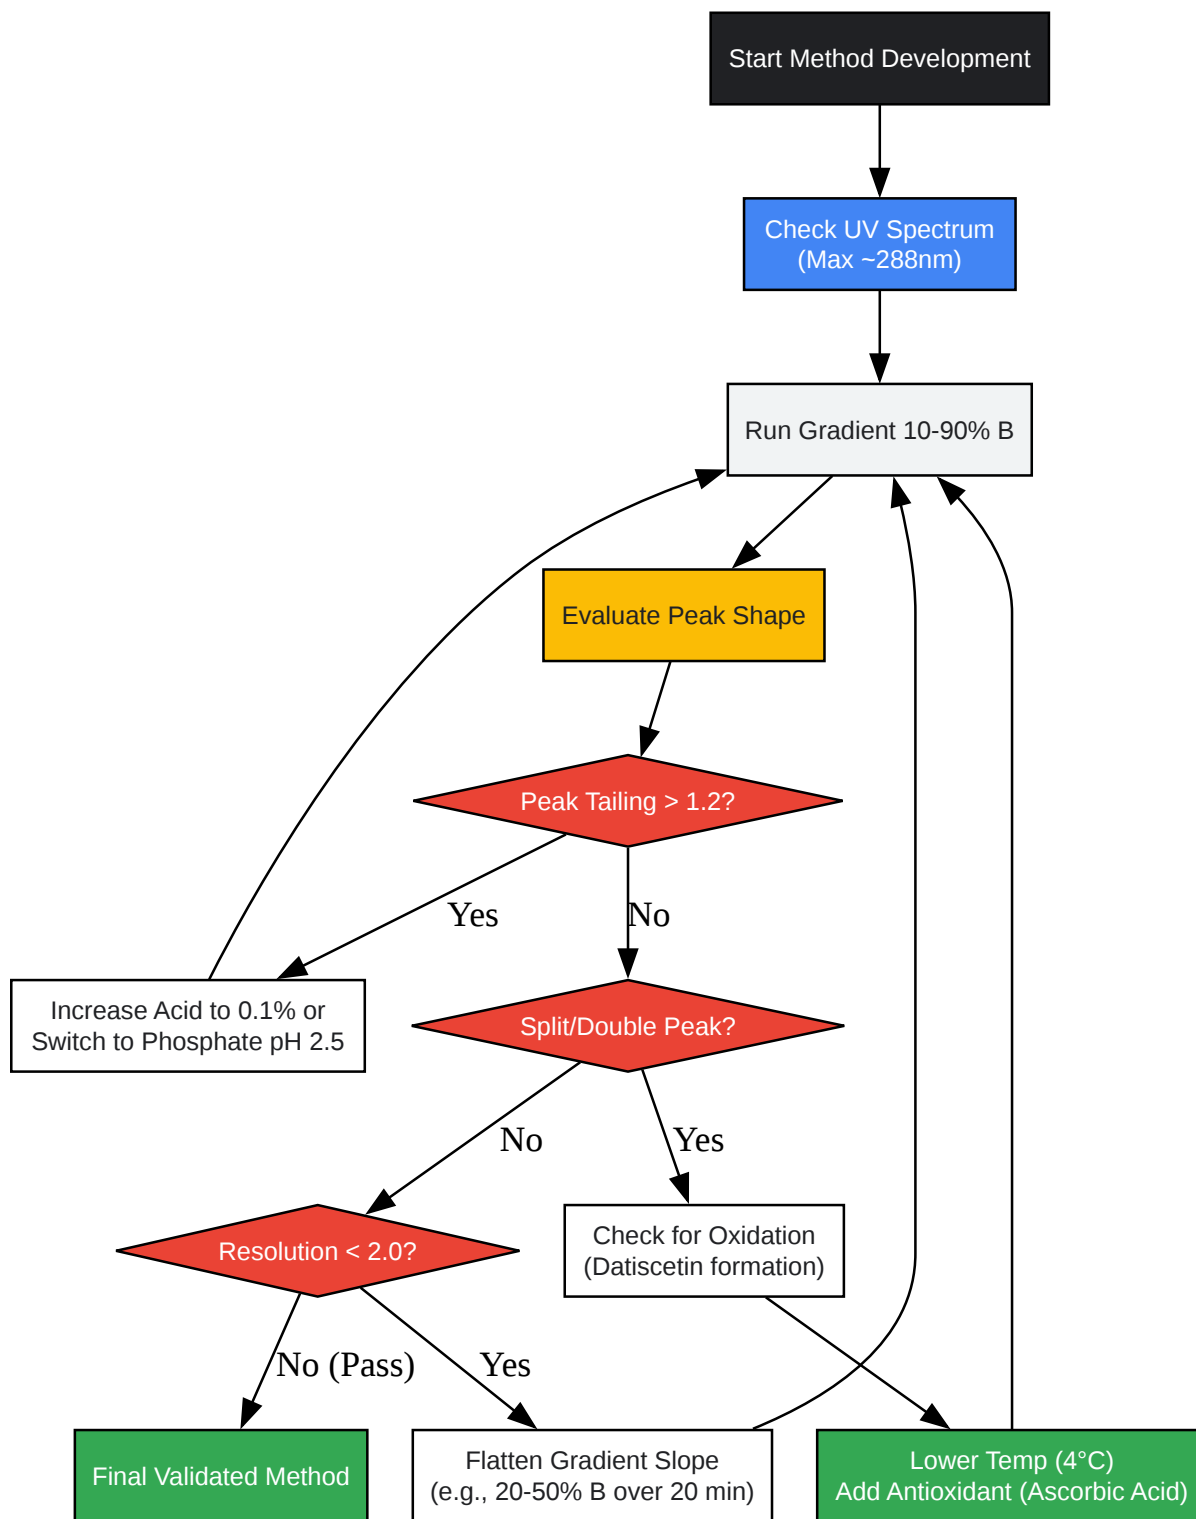 Start Method Development
Check UV Spectrum
(Max ~288nm)
Run Gradient 10-90% B
Evaluate Peak Shape
Peak Tailing > 1.2?
Yes
No
Increase Acid to 0.1% or
Switch to Phosphate pH 2.5
Split/Double Peak?
No
Yes
Resolution < 2.0?
Check for Oxidation
(Datiscetin formation)
No (Pass)
Yes
Final Validated Method
Flatten Gradient Slope
(e.g., 20-50% B over 20 min)
Lower Temp (4°C)
Add Antioxidant (Ascorbic Acid)